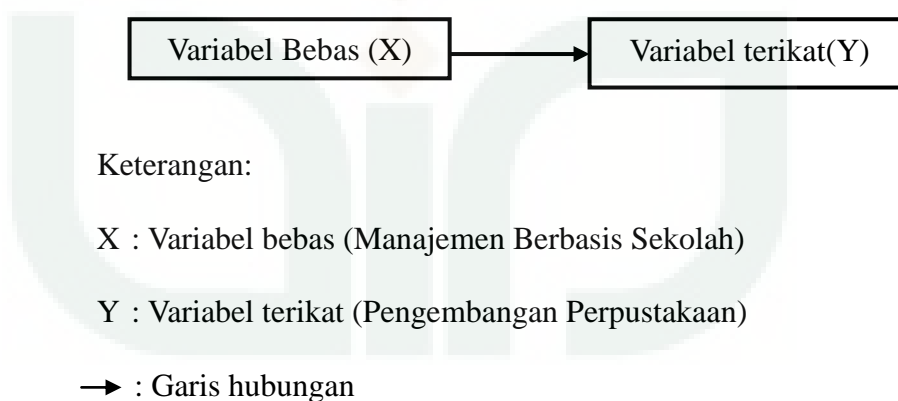 Variabel Bebas (X) Variabel terikat(Y)
Keterangan:
X : Variabel bebas (Manajemen Berbasis Sekolah)
Y : Variabel terikat (Pengembangan Perpustakaan)
→ : Garis hubungan